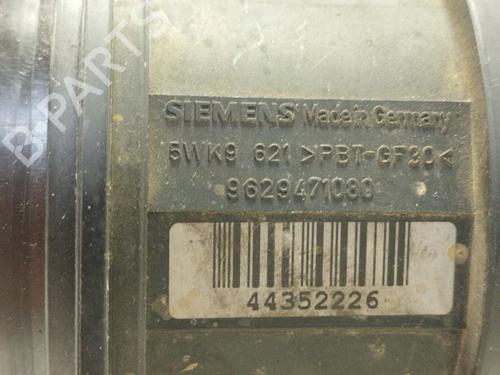 SIEMENS Made in Germany
5WK9 621 >PBT-GF30<
9629471080
44352226
B-PARTS